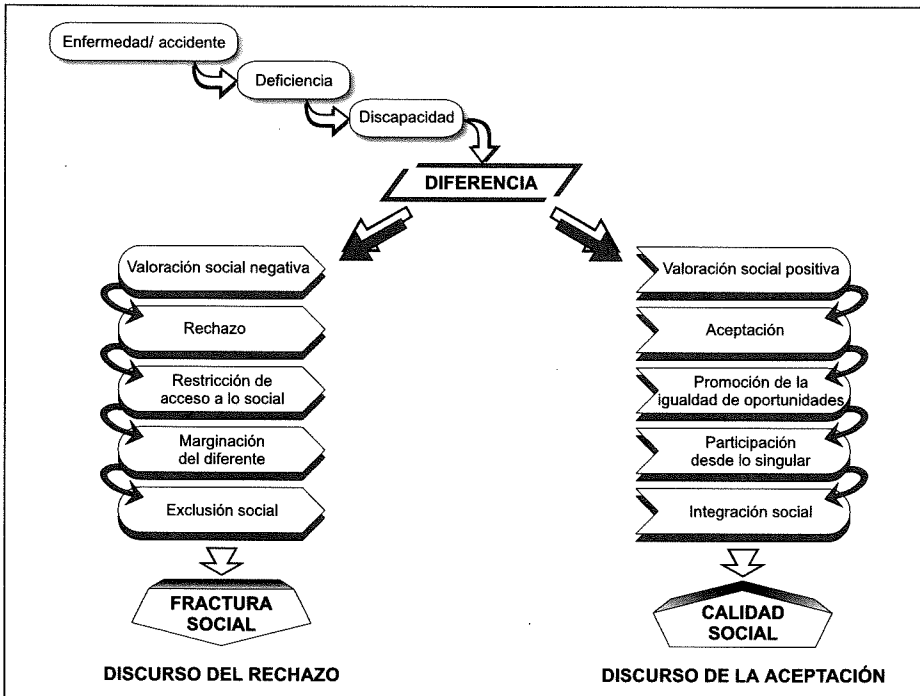 Enfermedad/ accidente
Deficiencia
Discapacidad
DIFERENCIA
Valoración social negativa
Rechazo
Restricción de
acceso a lo social
Marginación
del diferente
Exclusión social
FRACTURA
SOCIAL
DISCURSO DEL RECHAZO
Valoración social positiva
Aceptación
Promoción de la
igualdad de oportunidades
Participación
desde lo singular
Integración social
CALIDAD
SOCIAL
DISCURSO DE LA ACEPTACIÓN